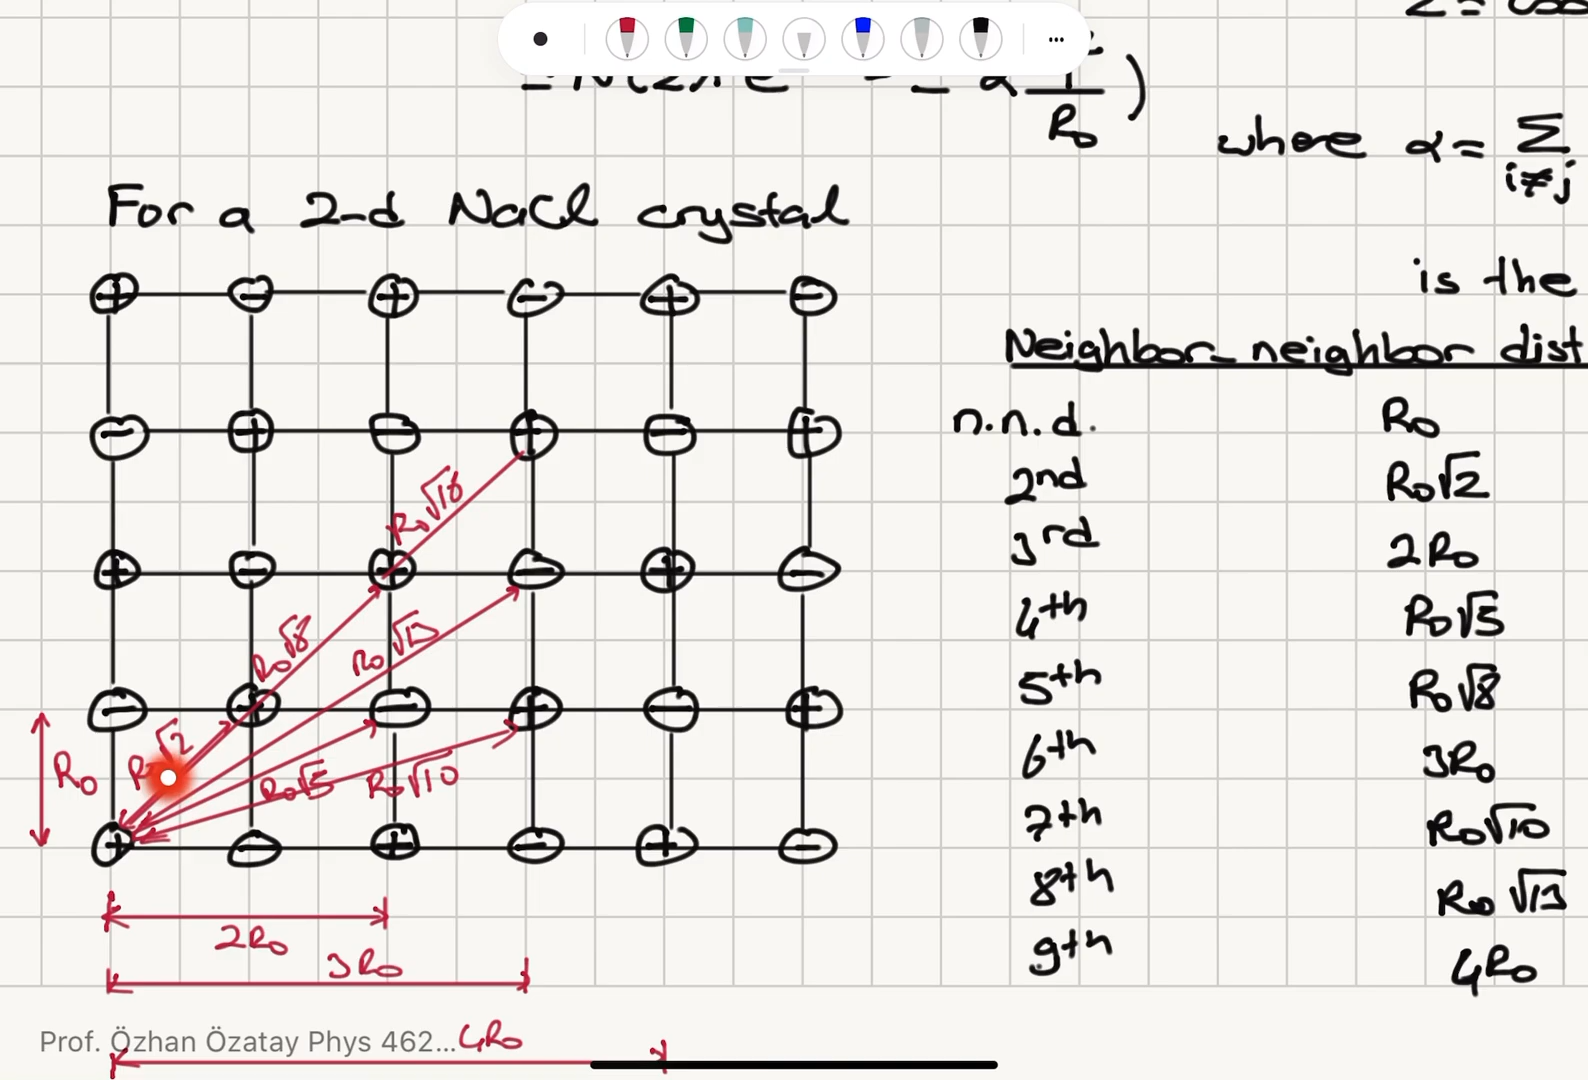 R₀ )
where α = Σ
i≠j
For a 2-d NaCl crystal
is the
Neighbor-neighbor dist
n.n.d. R₀
2nd R₀√2
3rd 2R₀
4th R₀√5
5th R₀√8
6th 3R₀
7th R₀√10
8th R₀√13
9th 4R₀
+ - + - + -
- + - + - +
R₀√18
+ - + - + -
R₀√8 R₀√13
- + - + - +
R₀ √2
R₀√5 R₀√10
+ - + - + -
2R₀
3R₀
Prof. Özhan Özatay Phys 462...
4R₀